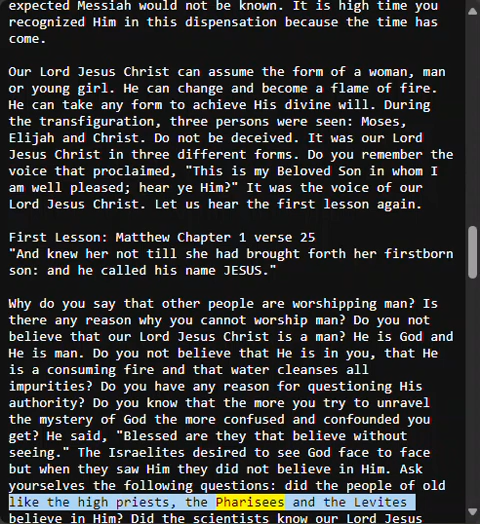 expected Messiah would not be known. It is high time you
recognized Him in this dispensation because the time has
come.
Our Lord Jesus Christ can assume the form of a woman, man
or young girl. He can change and become a flame of fire.
He can take any form to achieve His divine will. During
the transfiguration, three persons were seen: Moses,
Elijah and Christ. Do not be deceived. It was our Lord
Jesus Christ in three different forms. Do you remember the
voice that proclaimed, "This is my Beloved Son in whom I
am well pleased; hear ye Him?" It was the voice of our
Lord Jesus Christ. Let us hear the first lesson again.
First Lesson: Matthew Chapter 1 verse 25
"And knew her not till she had brought forth her firstborn
son: and he called his name JESUS."
Why do you say that other people are worshipping man? Is
there any reason why you cannot worship man? Do you not
believe that our Lord Jesus Christ is a man? He is God and
He is man. Do you not believe that He is in you, that He
is a consuming fire and that water cleanses all
impurities? Do you have any reason for questioning His
authority? Do you know that the more you try to unravel
the mystery of God the more confused and confounded you
get? He said, "Blessed are they that believe without
seeing." The Israelites desired to see God face to face
but when they saw Him they did not believe in Him. Ask
yourselves the following questions: did the people of old
like the high priests, the Pharisees and the Levites
believe in Him? Did the scientists know our Lord Jesus